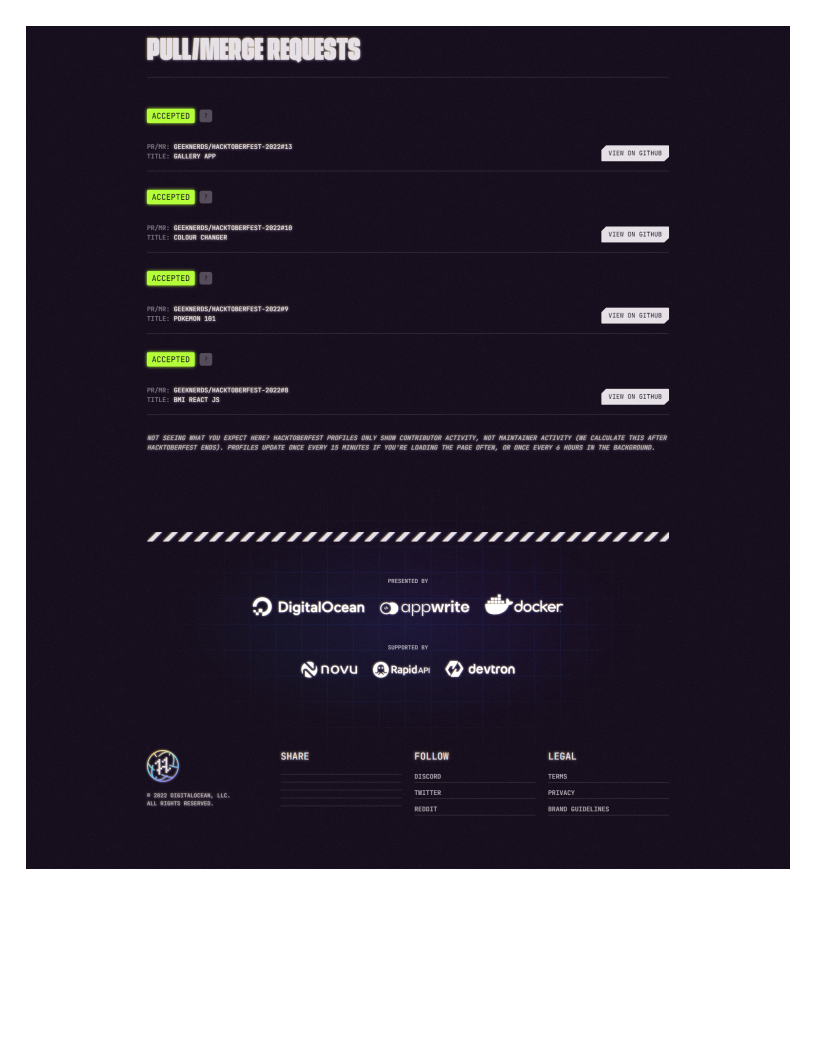 PULL/MERGE REQUESTS
ACCEPTED ?
PR/MR: GEEKNERDS/HACKTOBERFEST-2022#13
TITLE: GALLERY APP
VIEW ON GITHUB
ACCEPTED ?
PR/MR: GEEKNERDS/HACKTOBERFEST-2022#10
TITLE: COLOUR CHANGER
VIEW ON GITHUB
ACCEPTED ?
PR/MR: GEEKNERDS/HACKTOBERFEST-2022#9
TITLE: POKEMON 101
VIEW ON GITHUB
ACCEPTED ?
PR/MR: GEEKNERDS/HACKTOBERFEST-2022#8
TITLE: BMI REACT JS
VIEW ON GITHUB
NOT SEEING WHAT YOU EXPECT HERE? HACKTOBERFEST PROFILES ONLY SHOW CONTRIBUTOR ACTIVITY, NOT MAINTAINER ACTIVITY (WE CALCULATE THIS AFTER
HACKTOBERFEST ENDS). PROFILES UPDATE ONCE EVERY 15 MINUTES IF YOU'RE LOADING THE PAGE OFTEN, OR ONCE EVERY 6 HOURS IN THE BACKGROUND.
PRESENTED BY
DigitalOcean appwrite docker
SUPPORTED BY
novu RapidAPI devtron
© 2022 DIGITALOCEAN, LLC.
ALL RIGHTS RESERVED.
SHARE
FOLLOW
DISCORD
TWITTER
REDDIT
LEGAL
TERMS
PRIVACY
BRAND GUIDELINES